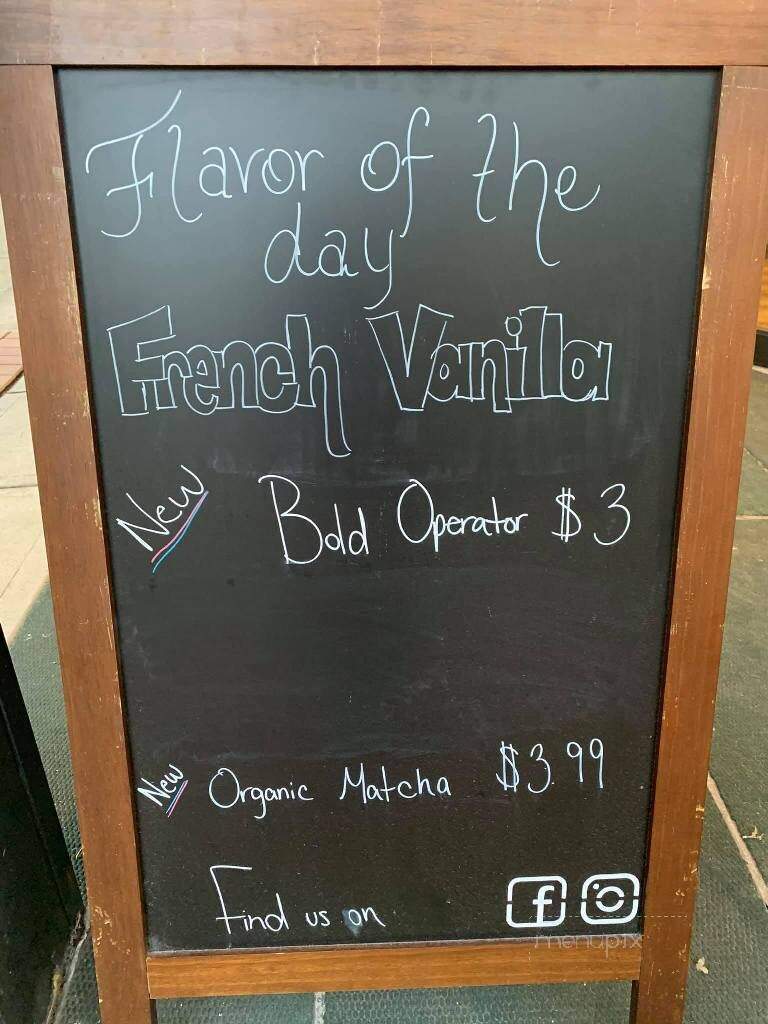 Flavor of the
day
French Vanilla
New Bold Operator $3
New Organic Matcha $3.99
Find us on f
menupix